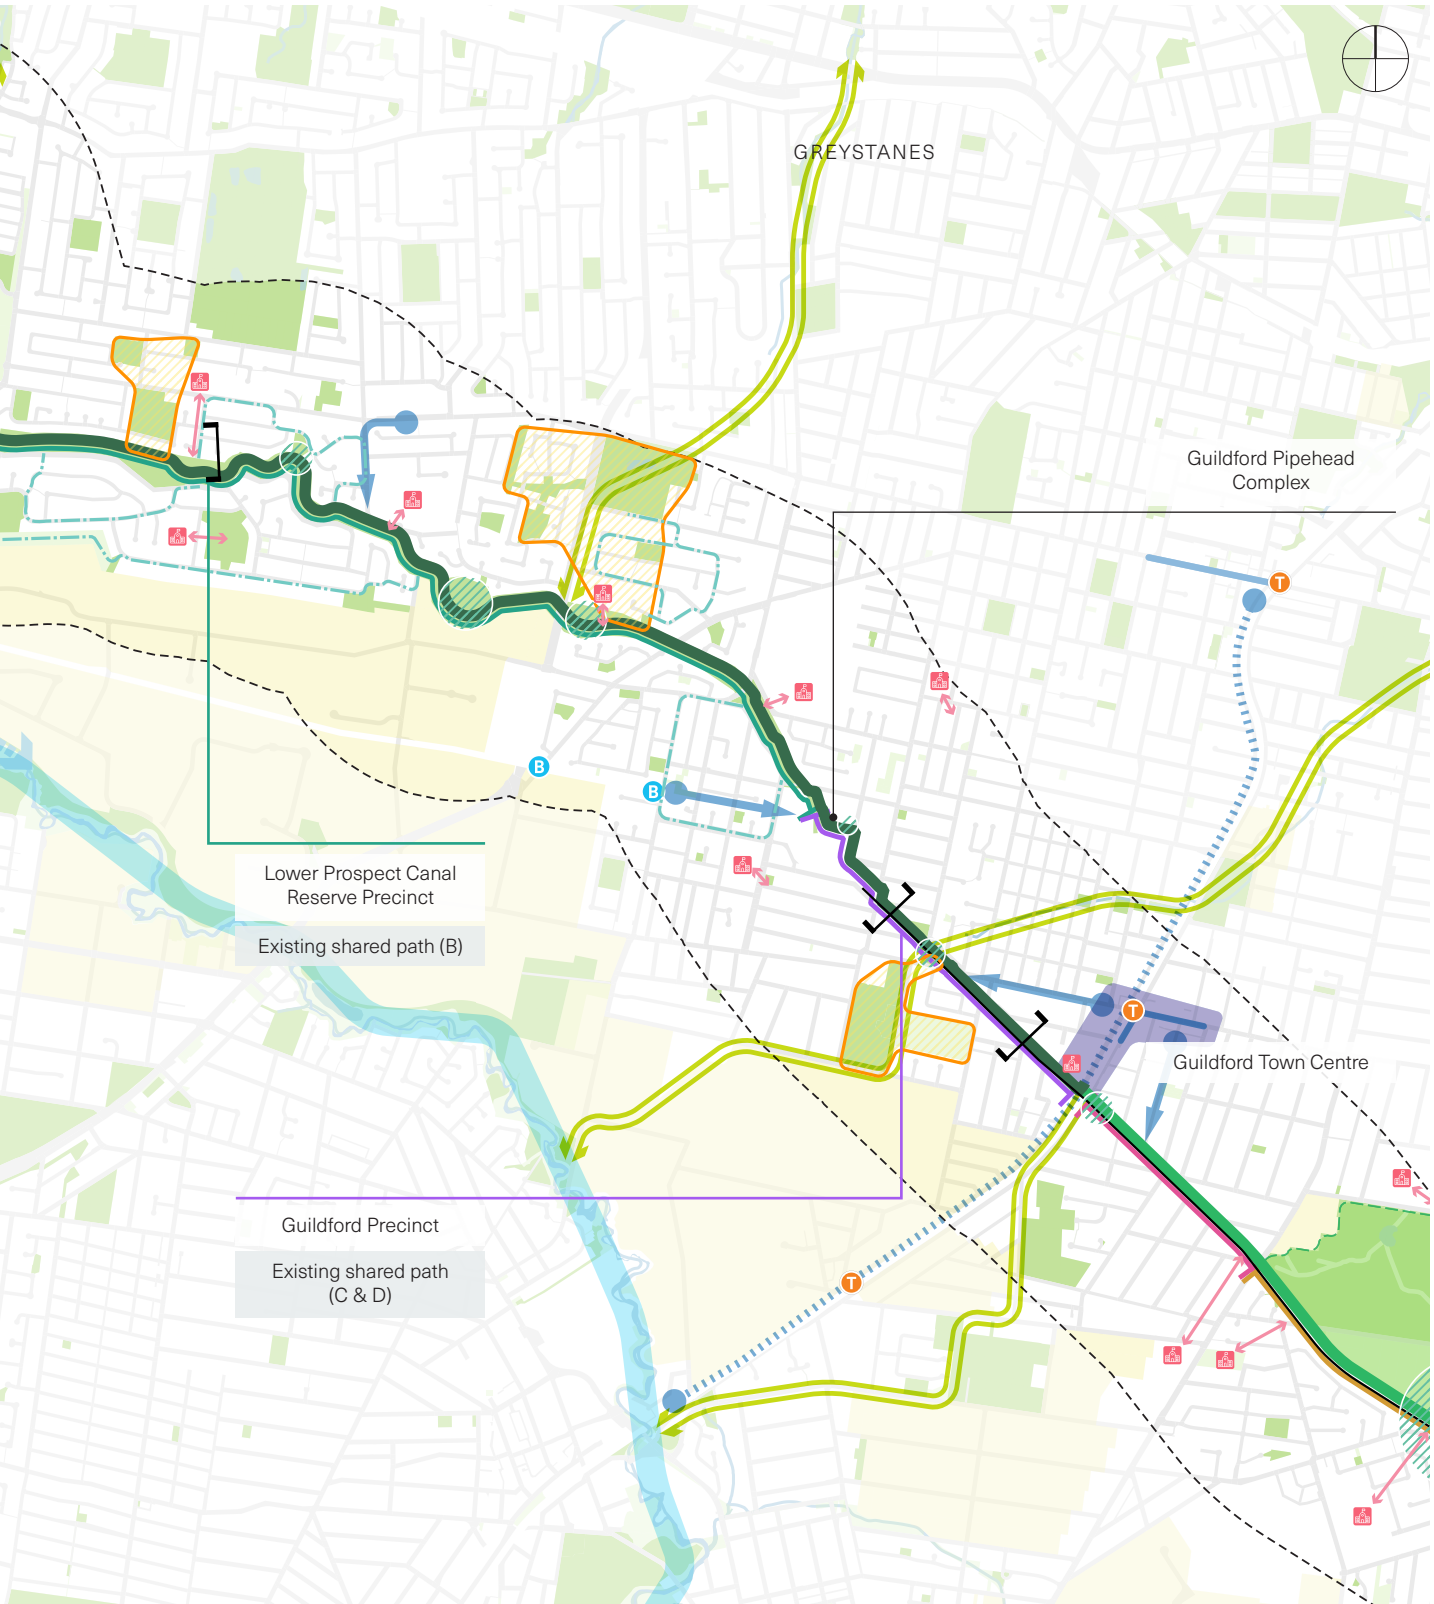 GREYSTANES
Guildford Pipehead
Complex
T
B
B
Lower Prospect Canal
Reserve Precinct
Existing shared path (B)
T
Guildford Town Centre
Guildford Precinct
Existing shared path
(C & D)
T